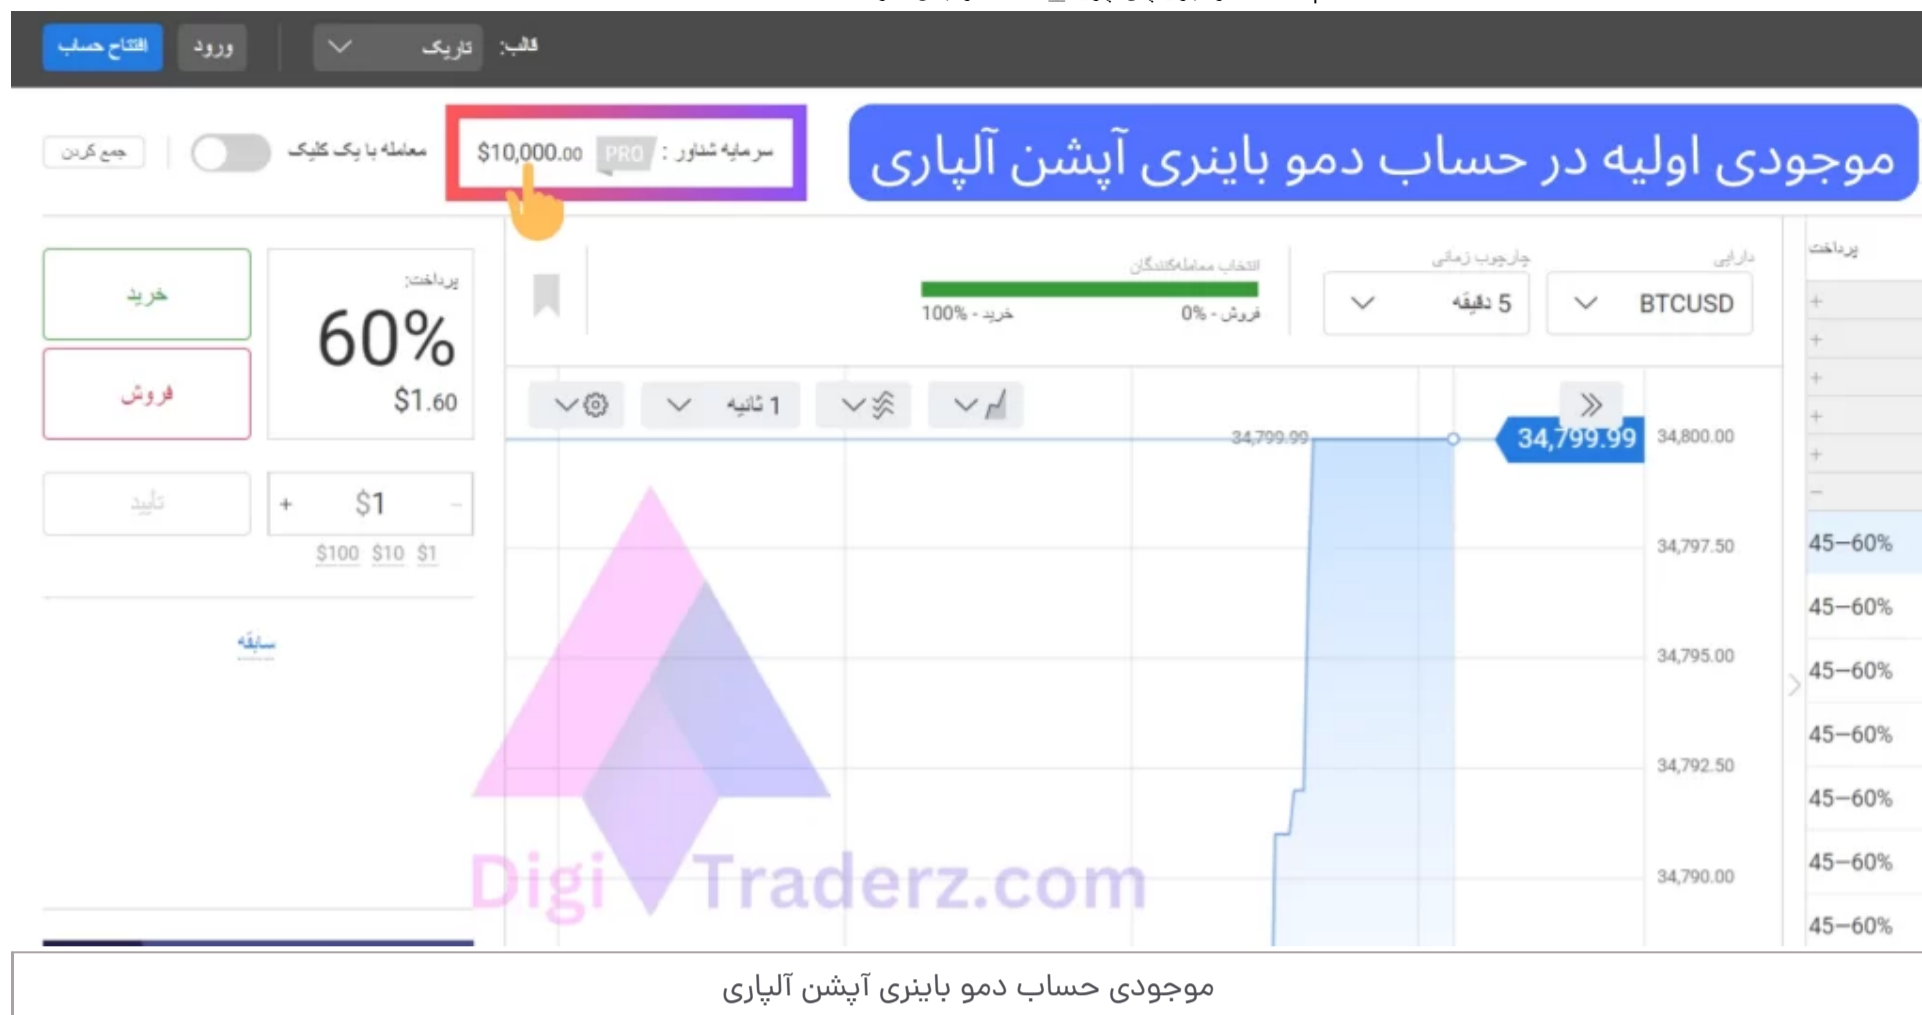 قالب: تاریک ورود افتتاح حساب
موجودی اولیه در حساب دمو باینری آپشن آلپاری
سرمایه شناور : PRO $10,000.00
معامله با یک کلیک
جمع کردن
پرداخت
+
+
+
+
+
−
45–60%
45–60%
45–60%
45–60%
45–60%
45–60%
45–60%
دارایی
BTCUSD
چارچوب زمانی
5 دقیقه
انتخاب معامله‌کنندگان
فروش - 0% خرید - 100%
1 ثانیه
34,799.99
34,799.99
34,800.00
34,797.50
34,795.00
34,792.50
34,790.00
پرداخت:
60%
$1.60
خرید
فروش
+ $1 −
$100 $10 $1
تأیید
سابقه
DigiTraderz.com
موجودی حساب دمو باینری آپشن آلپاری